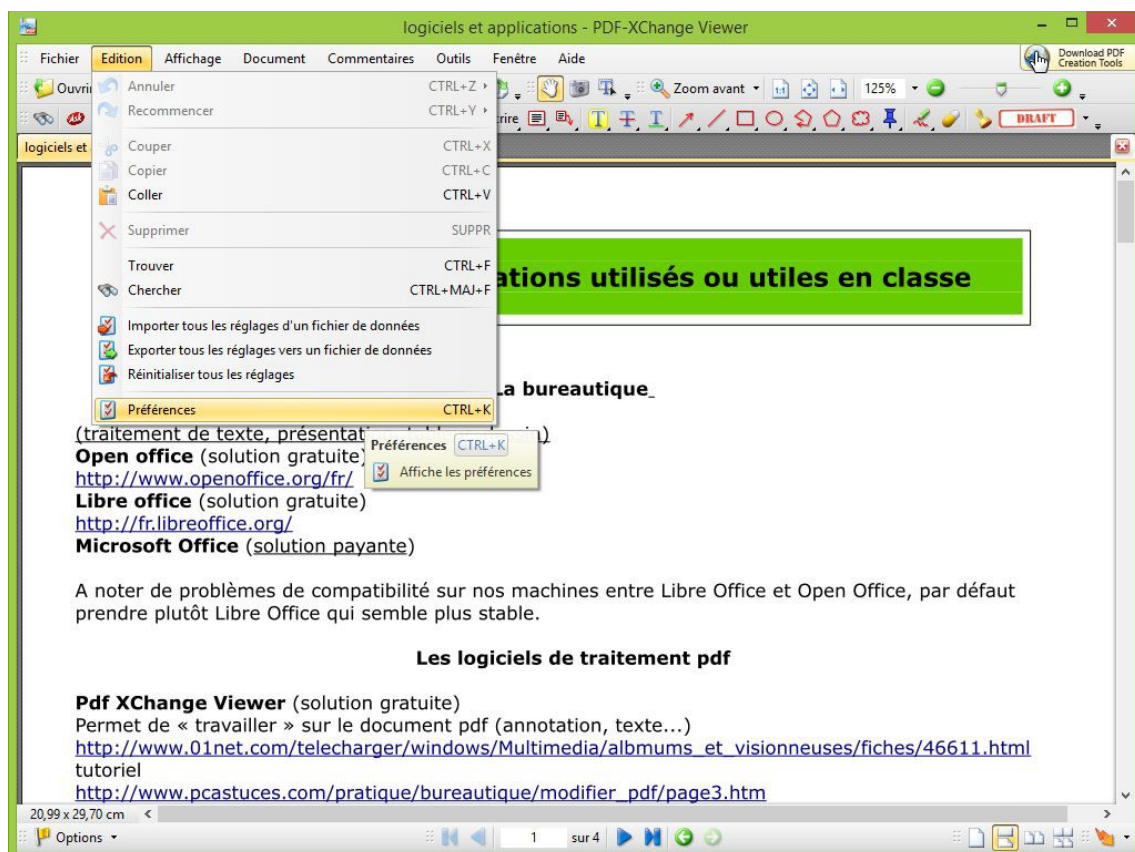 logiciels et applications - PDF-XChange Viewer
Fichier Edition Affichage Document Commentaires Outils Fenêtre Aide
Download PDF
Creation Tools
Zoom avant 125%
DRAFT
logiciels et
Annuler CTRL+Z
Recommencer CTRL+Y
Couper CTRL+X
Copier CTRL+C
Coller CTRL+V
Supprimer SUPPR
Trouver CTRL+F
Chercher CTRL+MAJ+F
Importer tous les réglages d'un fichier de données
Exporter tous les réglages vers un fichier de données
Réinitialiser tous les réglages
Préférences CTRL+K
Préférences CTRL+K
Affiche les préférences
utilisés ou utiles en classe
La bureautique
(traitement de texte,
Open office (solution gratuite)
http://www.openoffice.org/fr/
Libre office (solution gratuite)
http://fr.libreoffice.org/
Microsoft Office (solution payante)
A noter de problèmes de compatibilité sur nos machines entre Libre Office et Open Office, par défaut
prendre plutôt Libre Office qui semble plus stable.
Les logiciels de traitement pdf
Pdf XChange Viewer (solution gratuite)
Permet de « travailler » sur le document pdf (annotation, texte...)
http://www.01net.com/telecharger/windows/Multimedia/albmums_et_visionneuses/fiches/46611.html
tutoriel
http://www.pcastuces.com/pratique/bureautique/modifier_pdf/page3.htm
20,99 x 29,70 cm
Options 1 sur 4